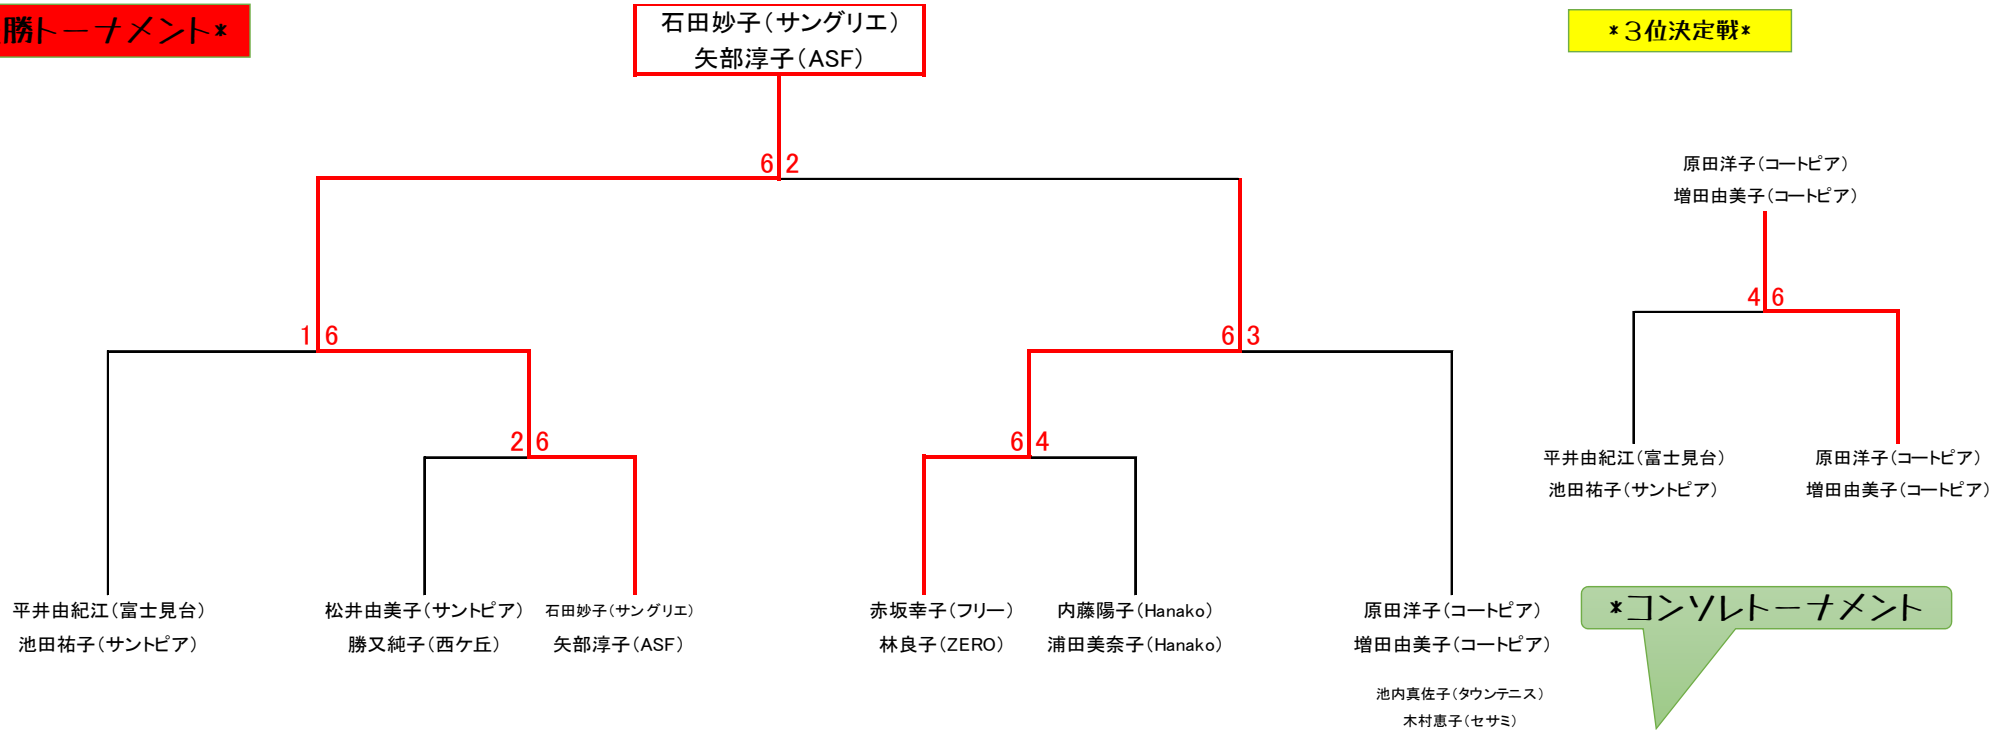 勝トーナメント*
石田妙子(サングリエ)
矢部淳子(ASF)
*3位決定戦*
6 2
原田洋子(コートピア)
増田由美子(コートピア)
4 6
1 6
6 3
2 6
6 4
平井由紀江(富士見台)
池田祐子(サントピア)
原田洋子(コートピア)
増田由美子(コートピア)
平井由紀江(富士見台)
池田祐子(サントピア)
松井由美子(サントピア)
勝又純子(西ケ丘)
石田妙子(サングリエ)
矢部淳子(ASF)
赤坂幸子(フリー)
林良子(ZERO)
内藤陽子(Hanako)
浦田美奈子(Hanako)
原田洋子(コートピア)
増田由美子(コートピア)
*コンソレトーナメント
池内真佐子(タウンテニス)
木村恵子(セサミ)